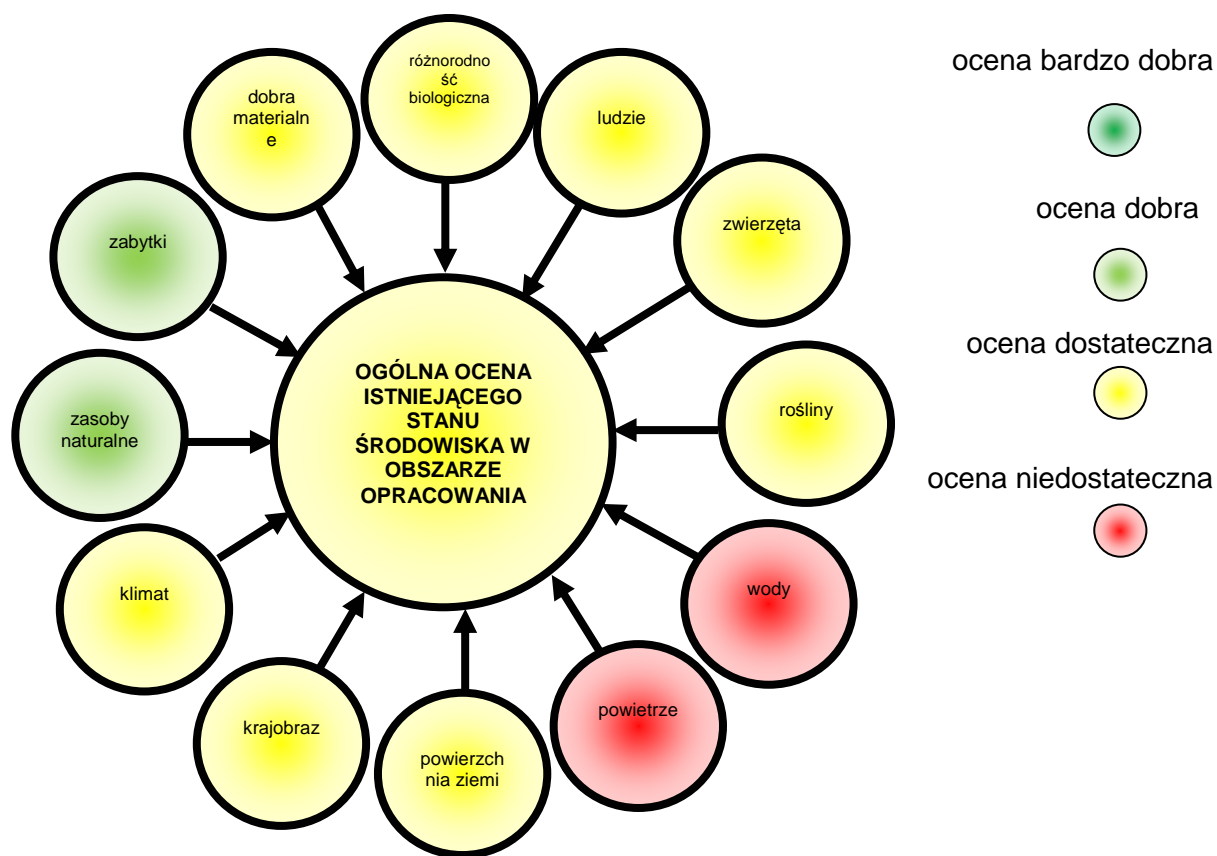 różnorodno
ść
biologiczna
ludzie
zwierzęta
rośliny
wody
powietrze
powierzch
nia ziemi
krajobraz
klimat
zasoby
naturalne
zabytki
dobra
materialn
e
OGÓLNA OCENA
ISTNIEJĄCEGO
STANU
ŚRODOWISKA W
OBSZARZE
OPRACOWANIA
ocena bardzo dobra
ocena dobra
ocena dostateczna
ocena niedostateczna